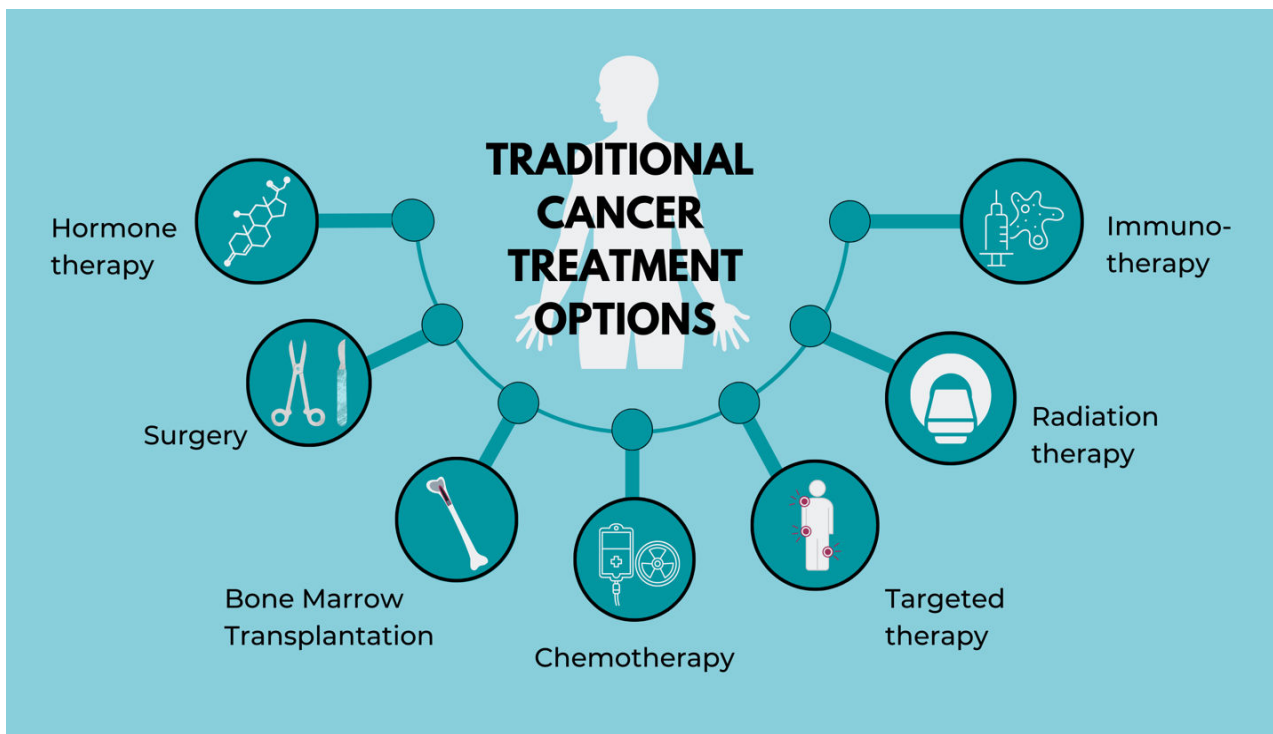 TRADITIONAL
CANCER
TREATMENT
OPTIONS
Hormone
therapy
Surgery
Bone Marrow
Transplantation
Chemotherapy
Targeted
therapy
Radiation
therapy
Immuno-
therapy